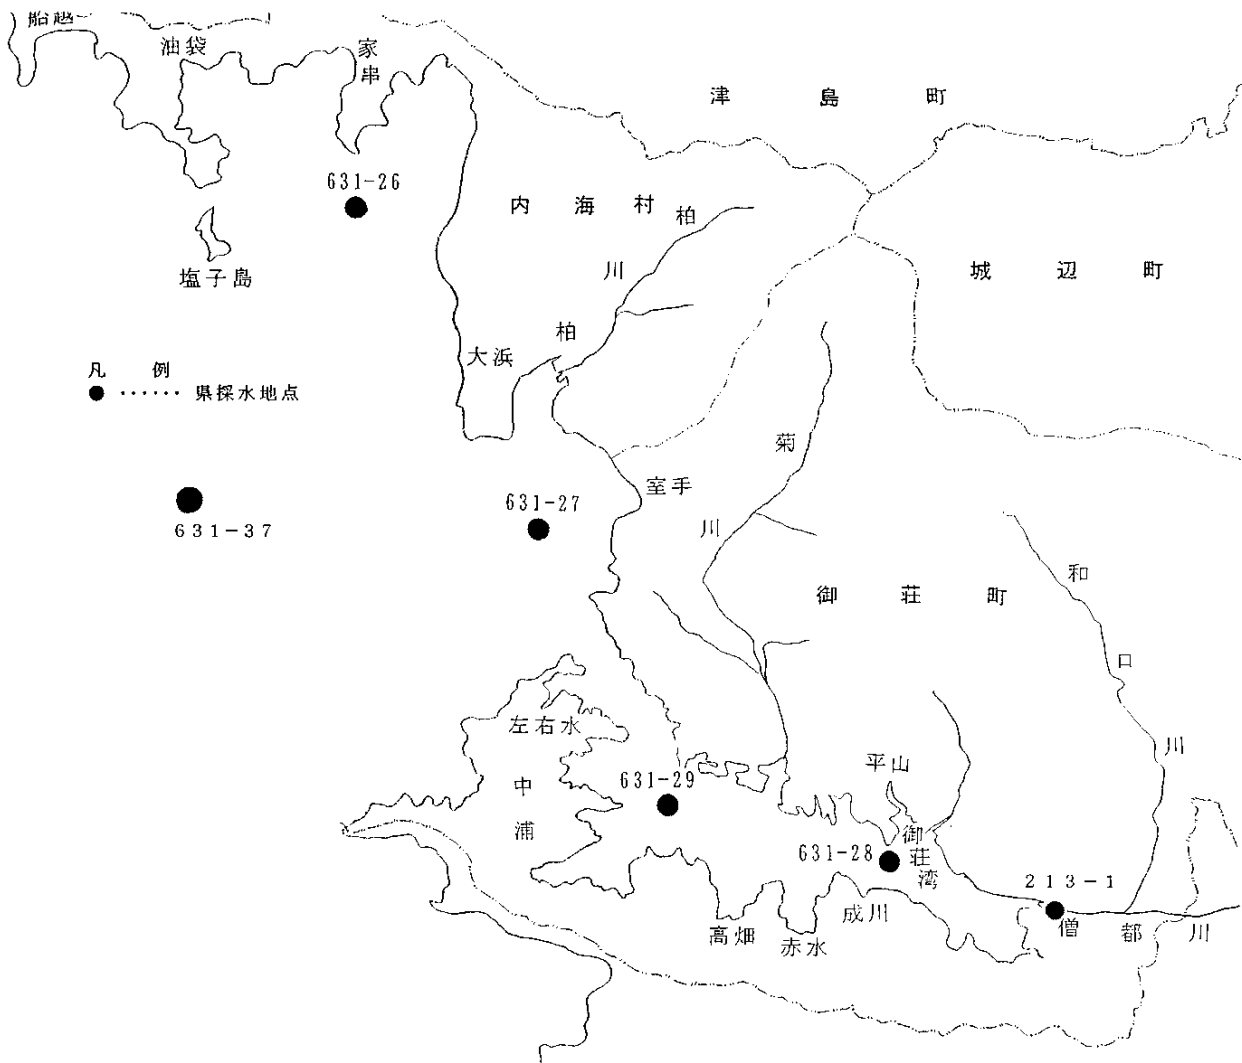 船越
油袋
家串
津島町
631-26
内海村
柏川
塩子島
城辺町
柏
大浜
凡例
●‥‥‥県採水地点
菊川
室手
631-37
631-27
御荘町
和口川
左右水
中浦
631-29
平山
631-28
御荘湾
213-1
高畑
赤水
成川
僧都川